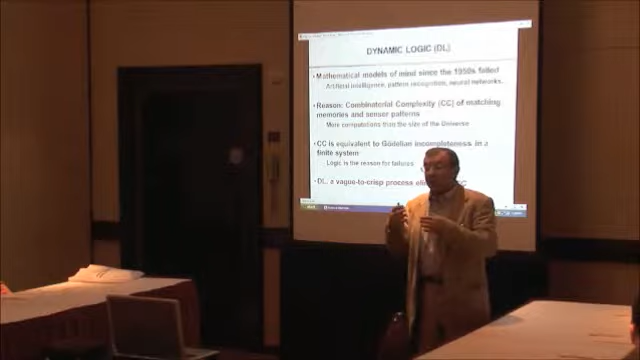 DYNAMIC LOGIC (DL)
• Mathematical models of mind since the 1950s failed
Artificial intelligence, pattern recognition, neural networks
• Reason: Combinatorial Complexity (CC) of matching
memories and sensor patterns
More computations than the size of the Universe
• CC is equivalent to Gödelian incompleteness in a
finite system
Logic is the reason for failures
• DL, a vague-to-crisp process CC